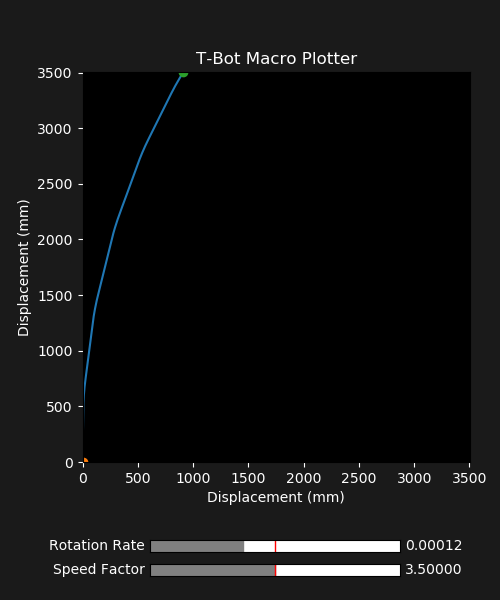 T-Bot Macro Plotter
3500
3000
2500
2000
1500
1000
500
0
Displacement (mm)
0 500 1000 1500 2000 2500 3000 3500
Displacement (mm)
Rotation Rate 0.00012
Speed Factor 3.50000